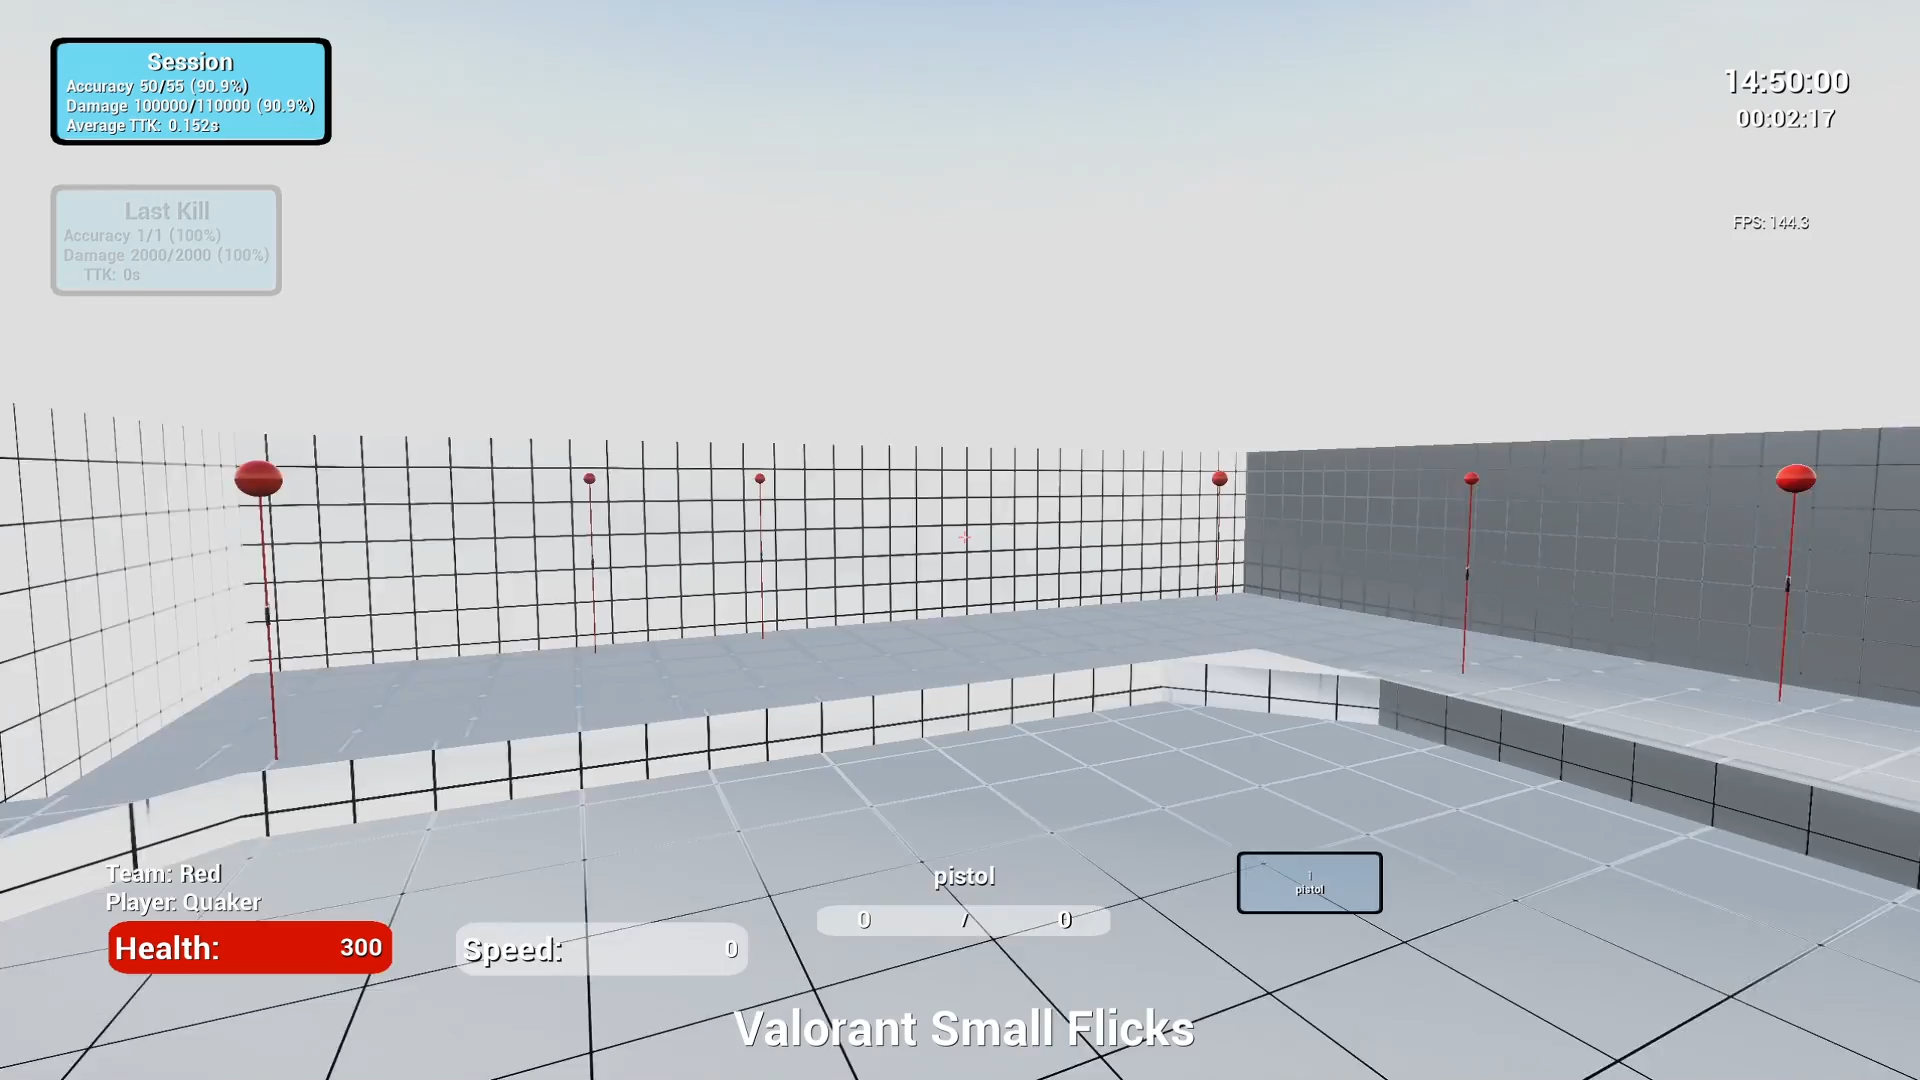 Session
Accuracy 50/55 (90.9%)
Damage 100000/110000 (90.9%)
Average TTK: 0.152s
14:50:00
00:02:17
Last Kill
Accuracy 1/1 (100%)
Damage 2000/2000 (100%)
TTK: 0s
FPS: 144.3
Team: Red
Player: Quaker
Health: 300
Speed: 0
pistol
0 / 0
1
pistol
Valorant Small Flicks